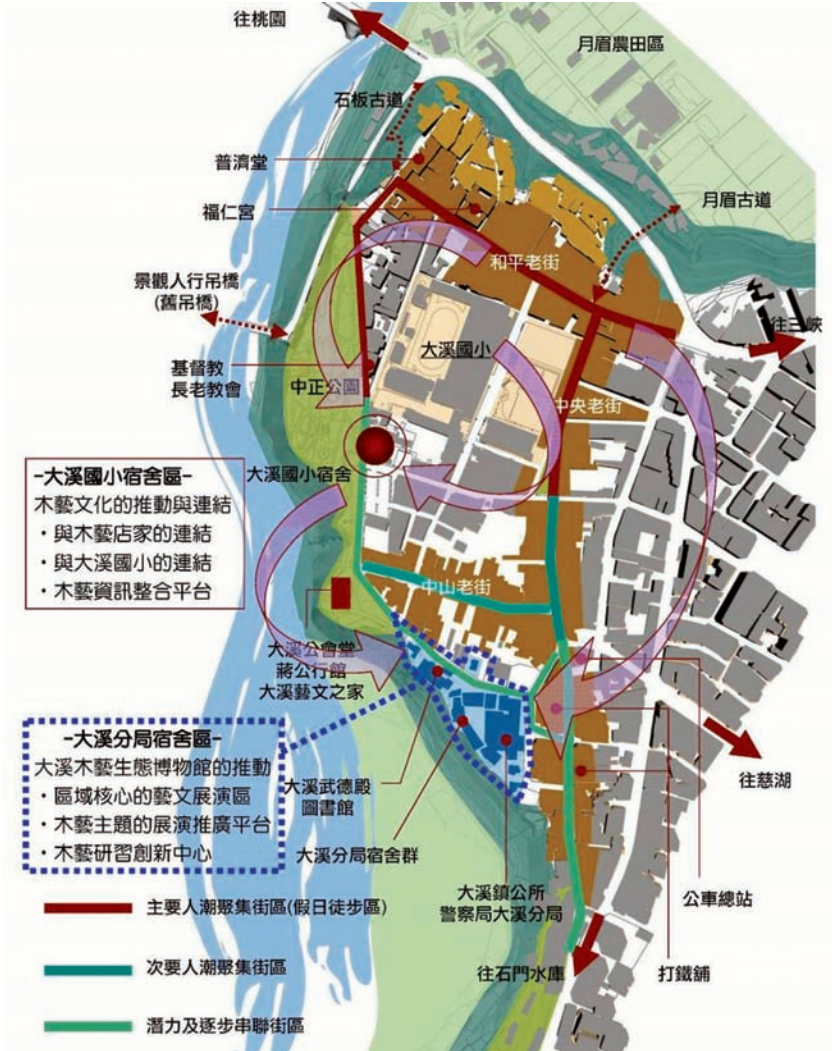 往桃園
月眉農田區
石板古道
普濟堂
月眉古道
福仁宮
和平老街
景觀人行吊橋
(舊吊橋)
往三峽
大溪國小
基督教
長老教會
中正公園
中央老街
大溪國小宿舍
-大溪國小宿舍區-
木藝文化的推動與連結
・與木藝店家的連結
・與大溪國小的連結
・木藝資訊整合平台
中山老街
大溪公會堂
蔣公行館
大溪藝文之家
-大溪分局宿舍區-
大溪木藝生態博物館的推動
・區域核心的藝文展演區
・木藝主題的展演推廣平台
・木藝研習創新中心
大溪武德殿
圖書館
往慈湖
大溪分局宿舍群
大溪鎮公所
警察局大溪分局
公車總站
主要人潮聚集街區(假日徒步區)
次要人潮聚集街區
往石門水庫
打鐵舖
潛力及逐步串聯街區